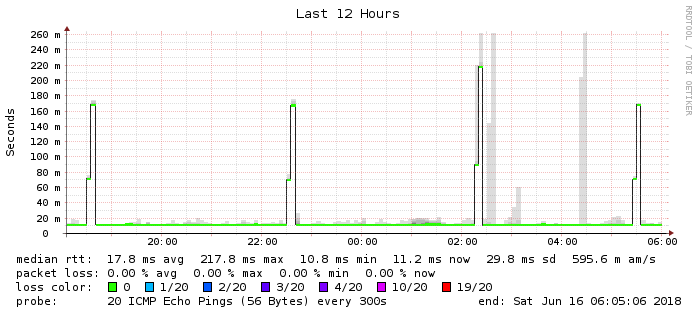 Last 12 Hours
RRDTOOL / TOBI OETIKER
Seconds
260 m
240 m
220 m
200 m
180 m
160 m
140 m
120 m
100 m
80 m
60 m
40 m
20 m
0
20:00 22:00 00:00 02:00 04:00 06:00
median rtt: 17.8 ms avg 217.8 ms max 10.8 ms min 11.2 ms now 29.8 ms sd 595.6 m am/s
packet loss: 0.00 % avg 0.00 % max 0.00 % min 0.00 % now
loss color: 0 1/20 2/20 3/20 4/20 10/20 19/20
probe: 20 ICMP Echo Pings (56 Bytes) every 300s end: Sat Jun 16 06:05:06 2018